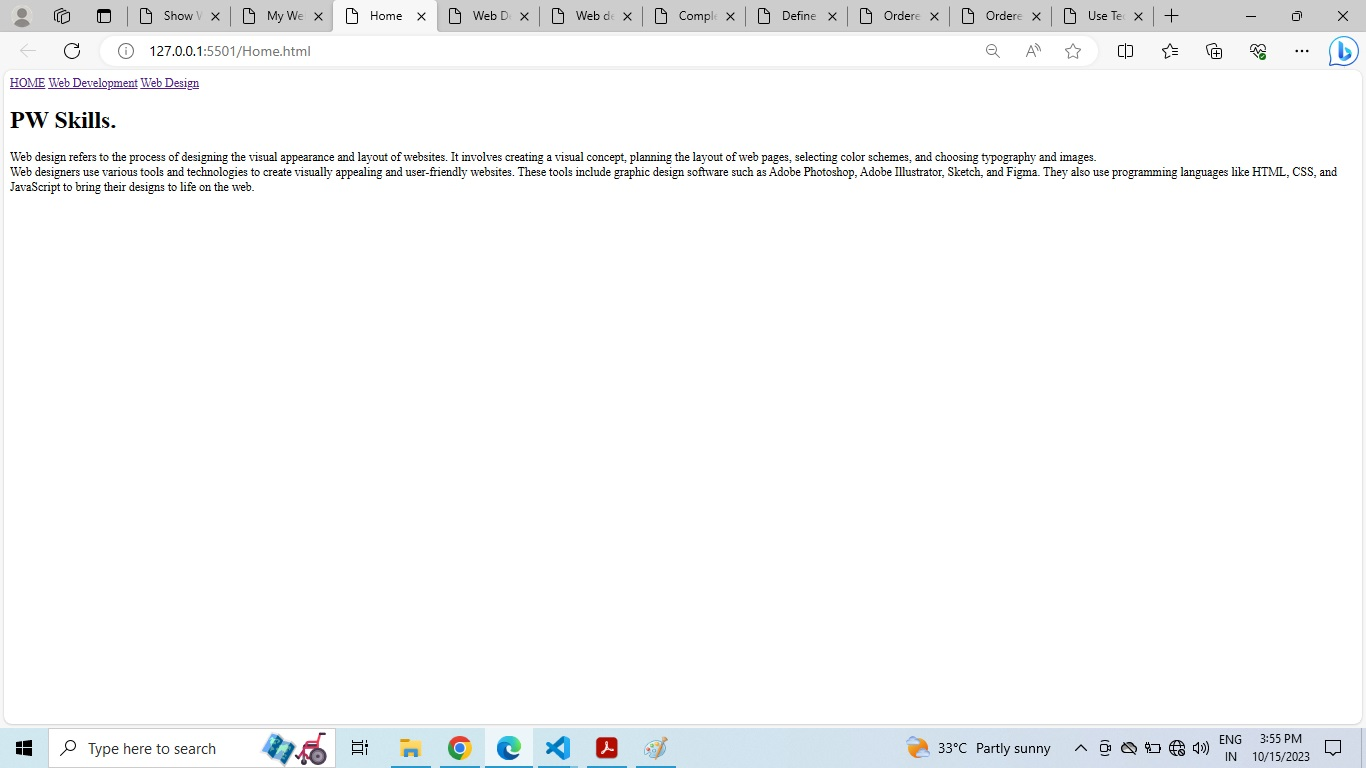 Show W
My We
Home
Web D
Web de
Comple
Define
Ordere
Ordere
Use Te
127.0.0.1:5501/Home.html
HOME Web Development Web Design
PW Skills.
Web design refers to the process of designing the visual appearance and layout of websites. It involves creating a visual concept, planning the layout of web pages, selecting color schemes, and choosing typography and images.
Web designers use various tools and technologies to create visually appealing and user-friendly websites. These tools include graphic design software such as Adobe Photoshop, Adobe Illustrator, Sketch, and Figma. They also use programming languages like HTML, CSS, and
JavaScript to bring their designs to life on the web.
Type here to search
33°C Partly sunny
ENG
IN
3:55 PM
10/15/2023